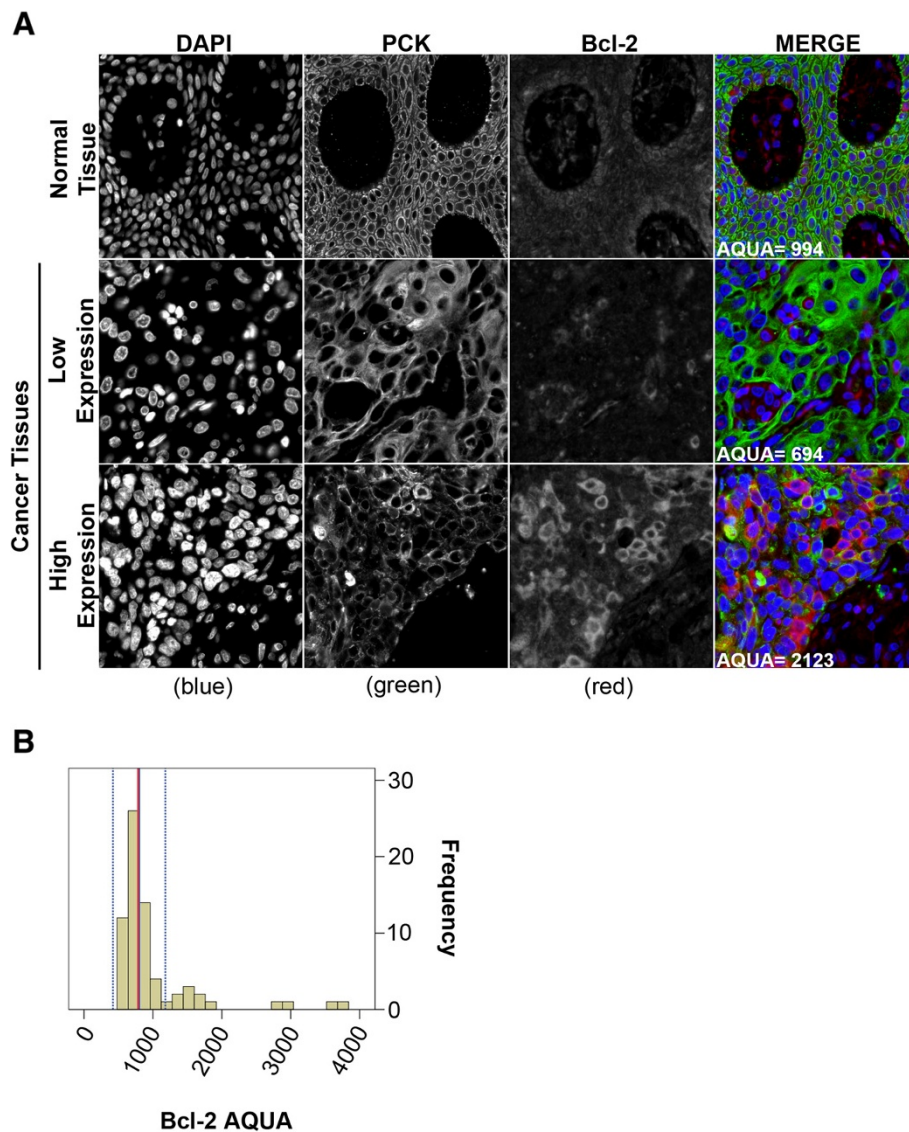 A
DAPI PCK Bcl-2 MERGE
Normal
Tissue
AQUA= 994
Cancer Tissues
Low
Expression
AQUA= 694
High
Expression
AQUA= 2123
(blue) (green) (red)
B
30
20
10
0
Frequency
0 1000 2000 3000 4000
Bcl-2 AQUA